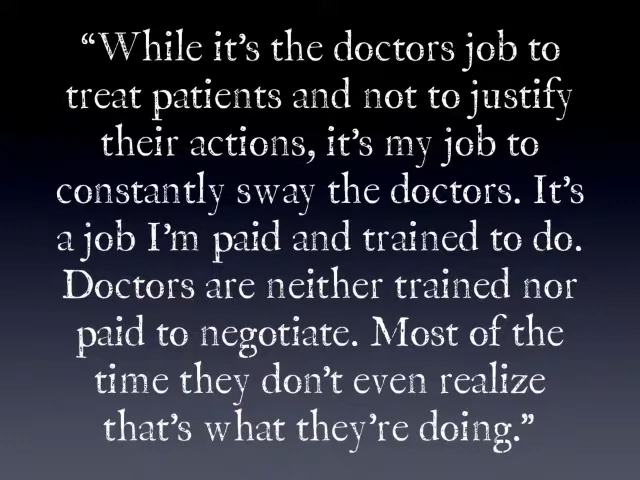 “While it’s the doctors job to
treat patients and not to justify
their actions, it’s my job to
constantly sway the doctors. It’s
a job I’m paid and trained to do.
Doctors are neither trained nor
paid to negotiate. Most of the
time they don’t even realize
that’s what they’re doing.”